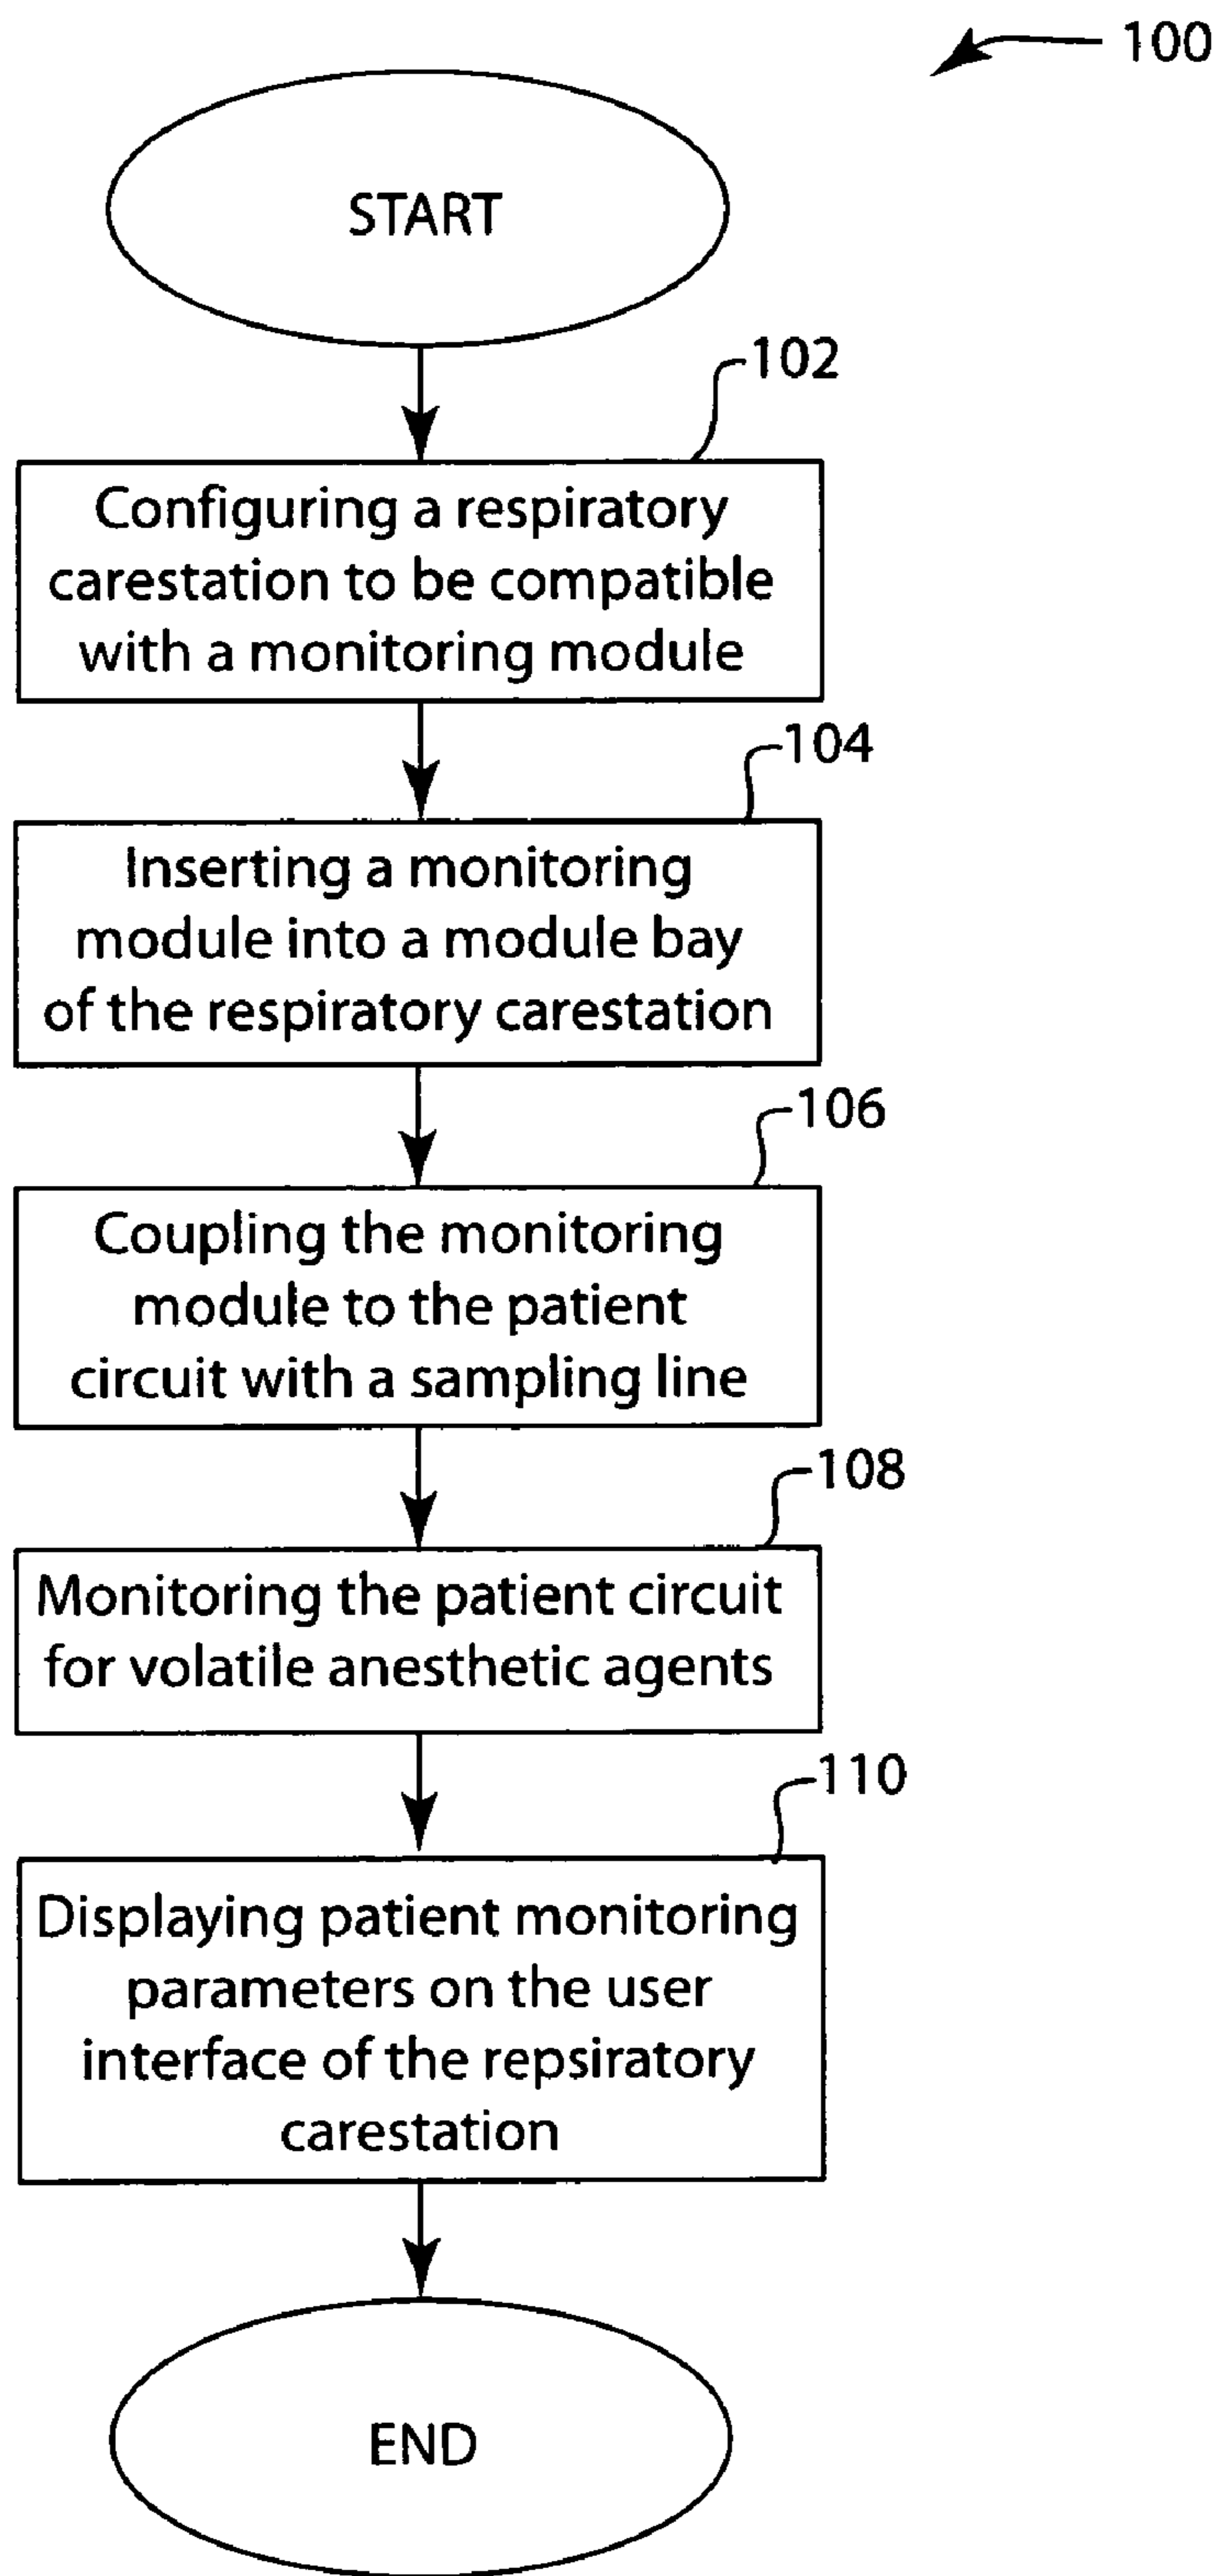 100
START
102
Configuring a respiratory
carestation to be compatible
with a monitoring module
104
Inserting a monitoring
module into a module bay
of the respiratory carestation
106
Coupling the monitoring
module to the patient
circuit with a sampling line
108
Monitoring the patient circuit
for volatile anesthetic agents
110
Displaying patient monitoring
parameters on the user
interface of the repsiratory
carestation
END